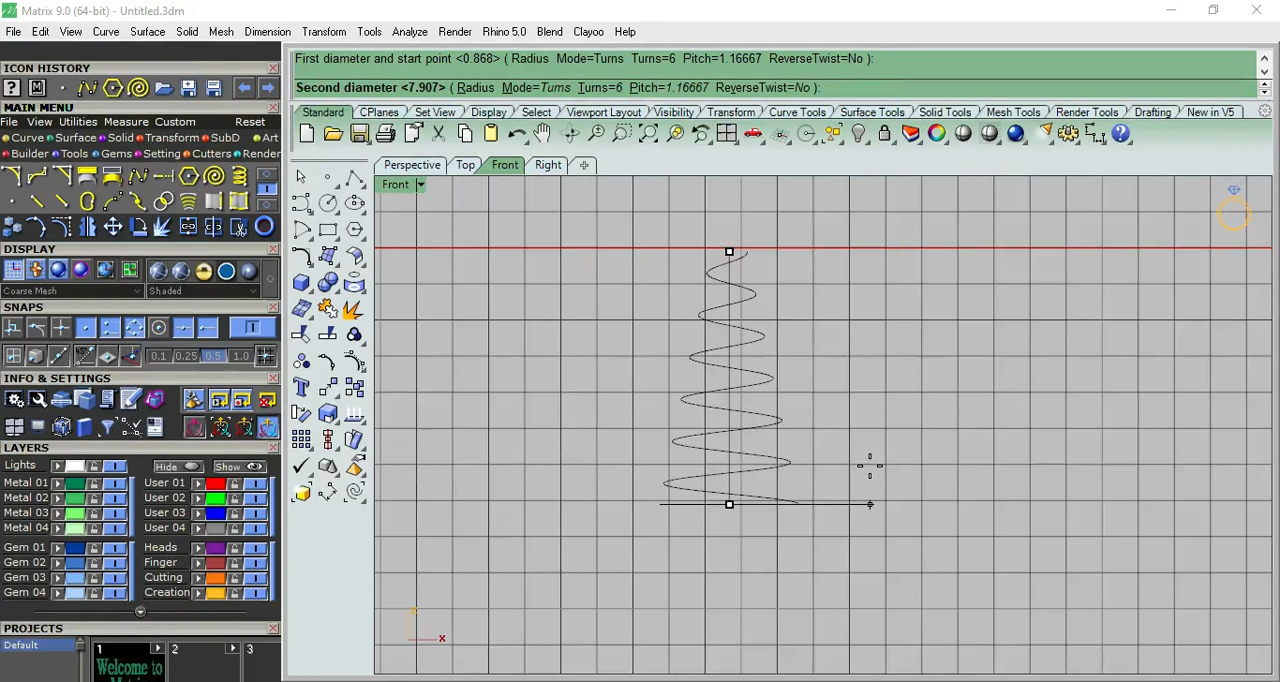 Matrix 9.0 (64-bit) - Untitled.3dm
File Edit View Curve Surface Solid Mesh Dimension Transform Tools Analyze Render Rhino 5.0 Blend Clayoo Help
ICON HISTORY
First diameter and start point <0.868> ( Radius Mode=Turns Turns=6 Pitch=1.16667 ReverseTwist=No ):
Second diameter <7.907> ( Radius Mode=Turns Turns=6 Pitch=1.16667 ReverseTwist=No ):
MAIN MENU
Standard CPlanes Set View Display Select Viewport Layout Visibility Transform Curve Tools Surface Tools Solid Tools Mesh Tools Render Tools Drafting New in V5
File Utilities Measure Custom Reset
Curve Surface Solid Transform SubD Art
Builder Tools Gems Setting Cutters Render
Perspective Top Front Right
Front
DISPLAY
Coarse Mesh Shaded
SNAPS
0.1 0.25 0.5 1.0
INFO & SETTINGS
LAYERS
Lights Hide Show
Metal 01 User 01
Metal 02 User 02
Metal 03 User 03
Metal 04 User 04
Gem 01 Heads
Gem 02 Finger
Gem 03 Cutting
Gem 04 Creation
x
PROJECTS
Default 1 2 3
Welcome to